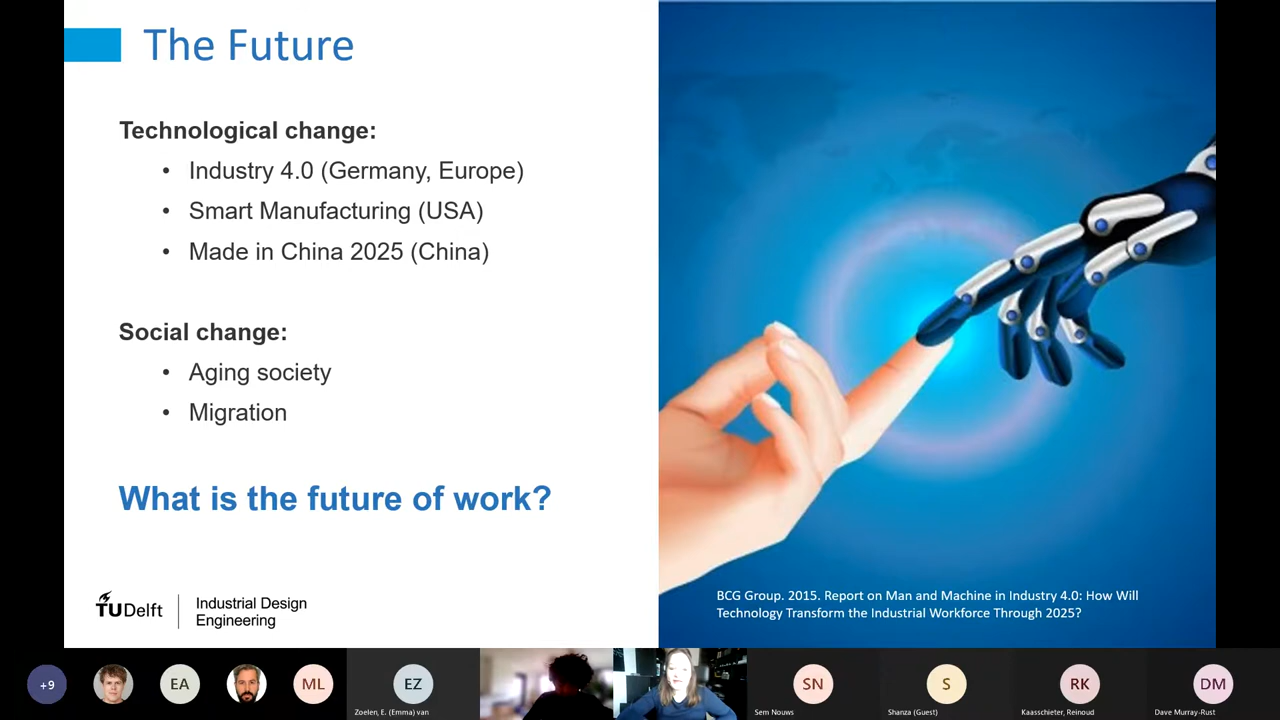 The Future
Technological change:
• Industry 4.0 (Germany, Europe)
• Smart Manufacturing (USA)
• Made in China 2025 (China)
Social change:
• Aging society
• Migration
What is the future of work?
TUDelft
Industrial Design
Engineering
BCG Group. 2015. Report on Man and Machine in Industry 4.0: How Will
Technology Transform the Industrial Workforce Through 2025?
+9
EA
ML
EZ
SN
S
RK
DM
Zoelen, E. (Emma) van
Sem Nouws
Shanza (Guest)
Kaasschieter, Reinoud
Dave Murray-Rust